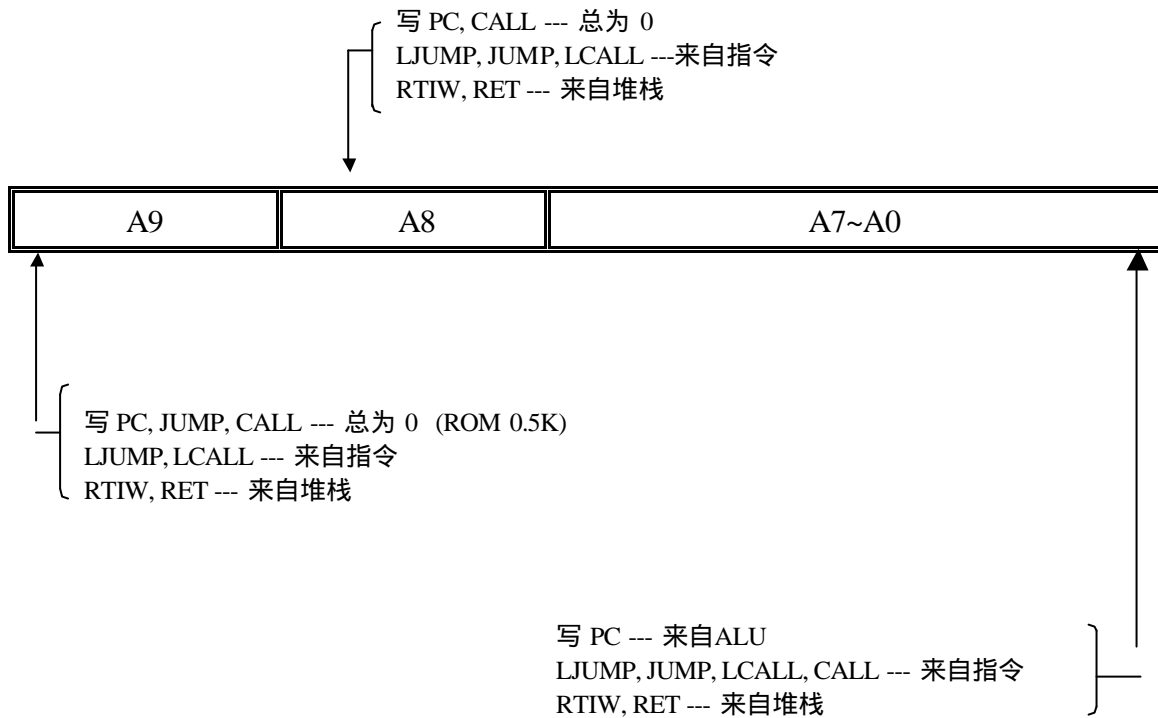 写 PC, CALL --- 总为 0
LJUMP, JUMP, LCALL ---来自指令
RTIW, RET --- 来自堆栈
A9 A8 A7~A0
写 PC, JUMP, CALL --- 总为 0 (ROM 0.5K)
LJUMP, LCALL --- 来自指令
RTIW, RET --- 来自堆栈
写 PC --- 来自ALU
LJUMP, JUMP, LCALL, CALL --- 来自指令
RTIW, RET --- 来自堆栈